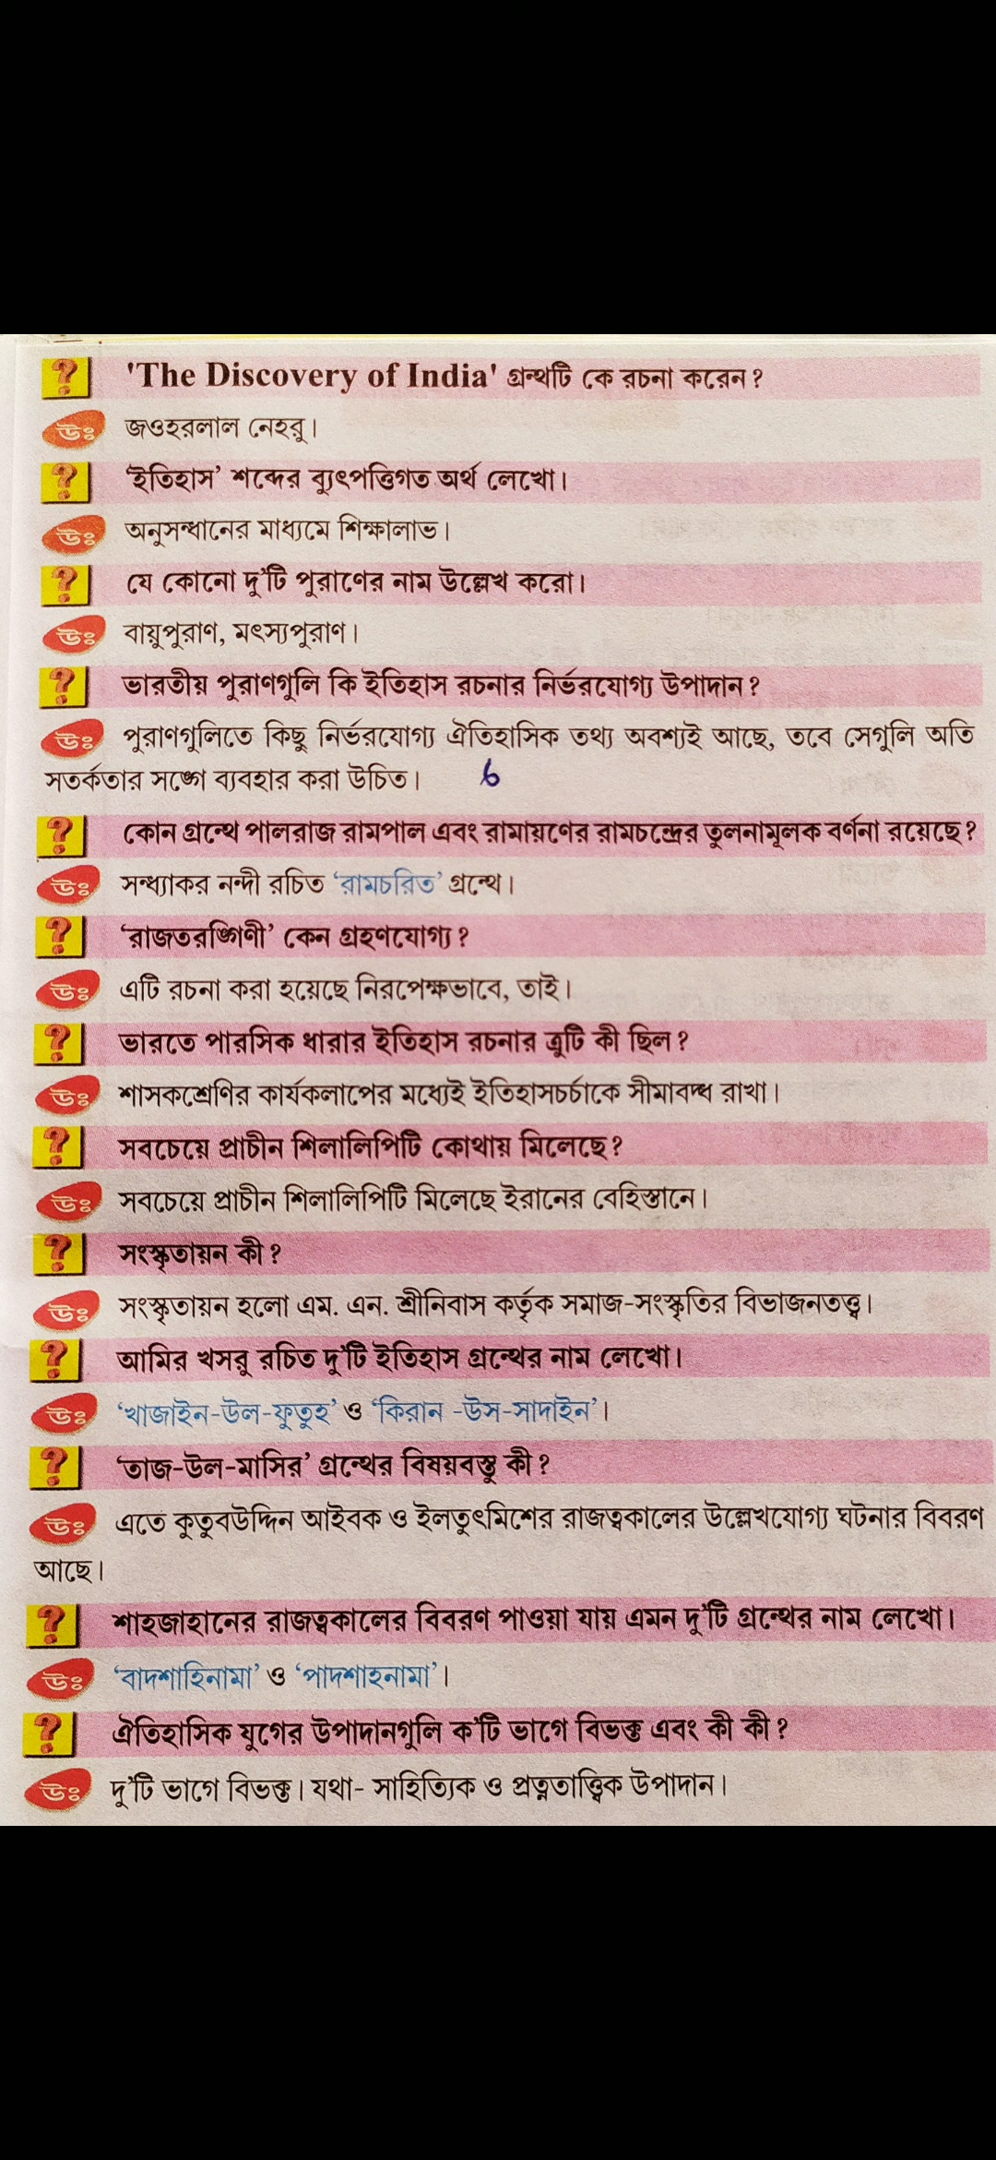 'The Discovery of India' গ্রন্থটি কে রচনা করেন?
উঃ জওহরলাল নেহরু।
? 'ইতিহাস' শব্দের ব্যুৎপত্তিগত অর্থ লেখো।
উঃ অনুসন্ধানের মাধ্যমে শিক্ষালাভ।
? যে কোনো দু'টি পুরাণের নাম উল্লেখ করো।
উঃ বায়ুপুরাণ, মৎস্যপুরাণ।
? ভারতীয় পুরাণগুলি কি ইতিহাস রচনার নির্ভরযোগ্য উপাদান?
উঃ পুরাণগুলিতে কিছু নির্ভরযোগ্য ঐতিহাসিক তথ্য অবশ্যই আছে, তবে সেগুলি অতি
সতর্কতার সঙ্গে ব্যবহার করা উচিত। 6
? কোন গ্রন্থে পালরাজ রামপাল এবং রামায়ণের রামচন্দ্রের তুলনামূলক বর্ণনা রয়েছে?
উঃ সন্ধ্যাকর নন্দী রচিত 'রামচরিত' গ্রন্থে।
? 'রাজতরঙ্গিণী' কেন গ্রহণযোগ্য?
উঃ এটি রচনা করা হয়েছে নিরপেক্ষভাবে, তাই।
? ভারতে পারসিক ধারার ইতিহাস রচনার ত্রুটি কী ছিল?
উঃ শাসকশ্রেণির কার্যকলাপের মধ্যেই ইতিহাসচর্চাকে সীমাবদ্ধ রাখা।
? সবচেয়ে প্রাচীন শিলালিপিটি কোথায় মিলেছে?
উঃ সবচেয়ে প্রাচীন শিলালিপিটি মিলেছে ইরানের বেহিস্তানে।
? সংস্কৃতায়ন কী?
উঃ সংস্কৃতায়ন হলো এম. এন. শ্রীনিবাস কর্তৃক সমাজ-সংস্কৃতির বিভাজনতত্ত্ব।
? আমির খসরু রচিত দু'টি ইতিহাস গ্রন্থের নাম লেখো।
উঃ 'খাজাইন-উল-ফুতুহ' ও 'কিরান -উস-সাদাইন'।
? 'তাজ-উল-মাসির' গ্রন্থের বিষয়বস্তু কী?
উঃ এতে কুতুবউদ্দিন আইবক ও ইলতুৎমিশের রাজত্বকালের উল্লেখযোগ্য ঘটনার বিবরণ
আছে।
? শাহজাহানের রাজত্বকালের বিবরণ পাওয়া যায় এমন দু'টি গ্রন্থের নাম লেখো।
উঃ 'বাদশাহিনামা' ও 'পাদশাহনামা'।
? ঐতিহাসিক যুগের উপাদানগুলি ক'টি ভাগে বিভক্ত এবং কী কী?
উঃ দু'টি ভাগে বিভক্ত। যথা- সাহিত্যিক ও প্রত্নতাত্ত্বিক উপাদান।